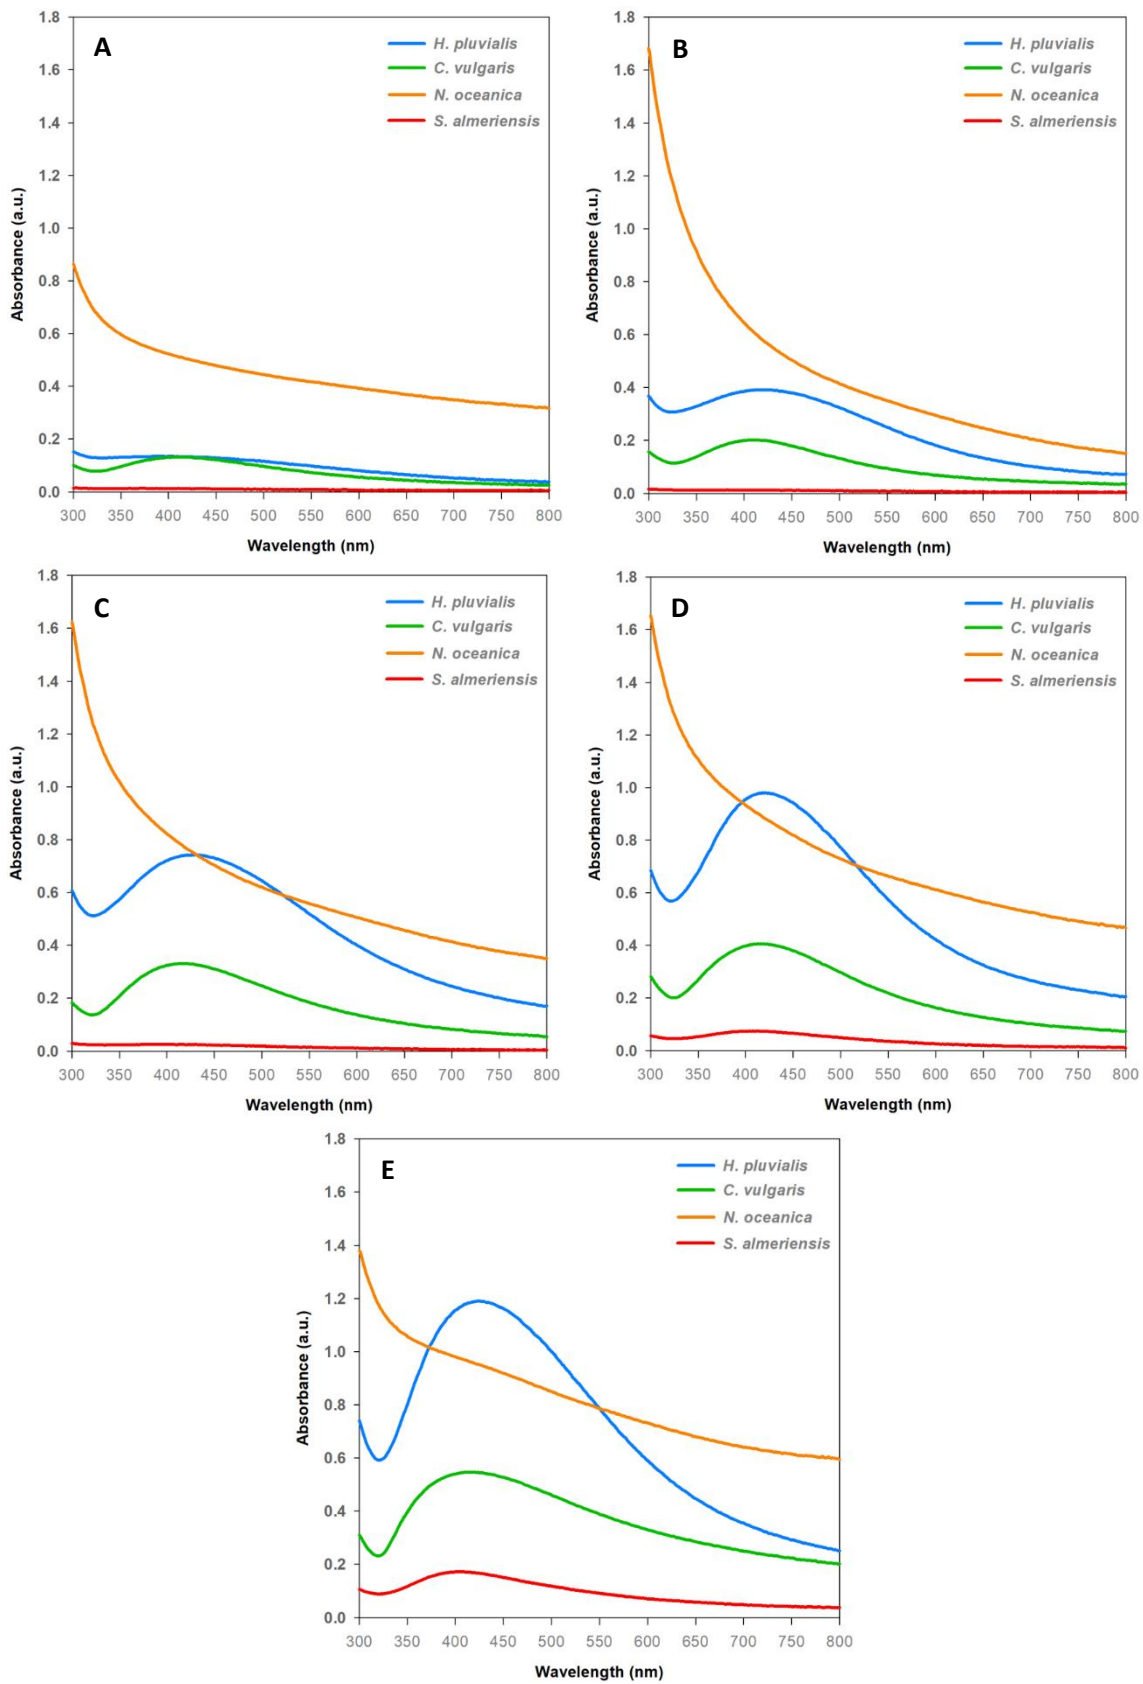 A
H. pluvialis
C. vulgaris
N. oceanica
S. almeriensis
Absorbance (a.u.)
1.8
1.6
1.4
1.2
1.0
0.8
0.6
0.4
0.2
0.0
300 350 400 450 500 550 600 650 700 750 800
Wavelength (nm)
B
H. pluvialis
C. vulgaris
N. oceanica
S. almeriensis
Absorbance (a.u.)
1.8
1.6
1.4
1.2
1.0
0.8
0.6
0.4
0.2
0.0
300 350 400 450 500 550 600 650 700 750 800
Wavelength (nm)
C
H. pluvialis
C. vulgaris
N. oceanica
S. almeriensis
Absorbance (a.u.)
1.8
1.6
1.4
1.2
1.0
0.8
0.6
0.4
0.2
0.0
300 350 400 450 500 550 600 650 700 750 800
Wavelength (nm)
D
H. pluvialis
C. vulgaris
N. oceanica
S. almeriensis
Absorbance (a.u.)
1.8
1.6
1.4
1.2
1.0
0.8
0.6
0.4
0.2
0.0
300 350 400 450 500 550 600 650 700 750 800
Wavelength (nm)
E
H. pluvialis
C. vulgaris
N. oceanica
S. almeriensis
Absorbance (a.u.)
1.8
1.6
1.4
1.2
1.0
0.8
0.6
0.4
0.2
0.0
300 350 400 450 500 550 600 650 700 750 800
Wavelength (nm)